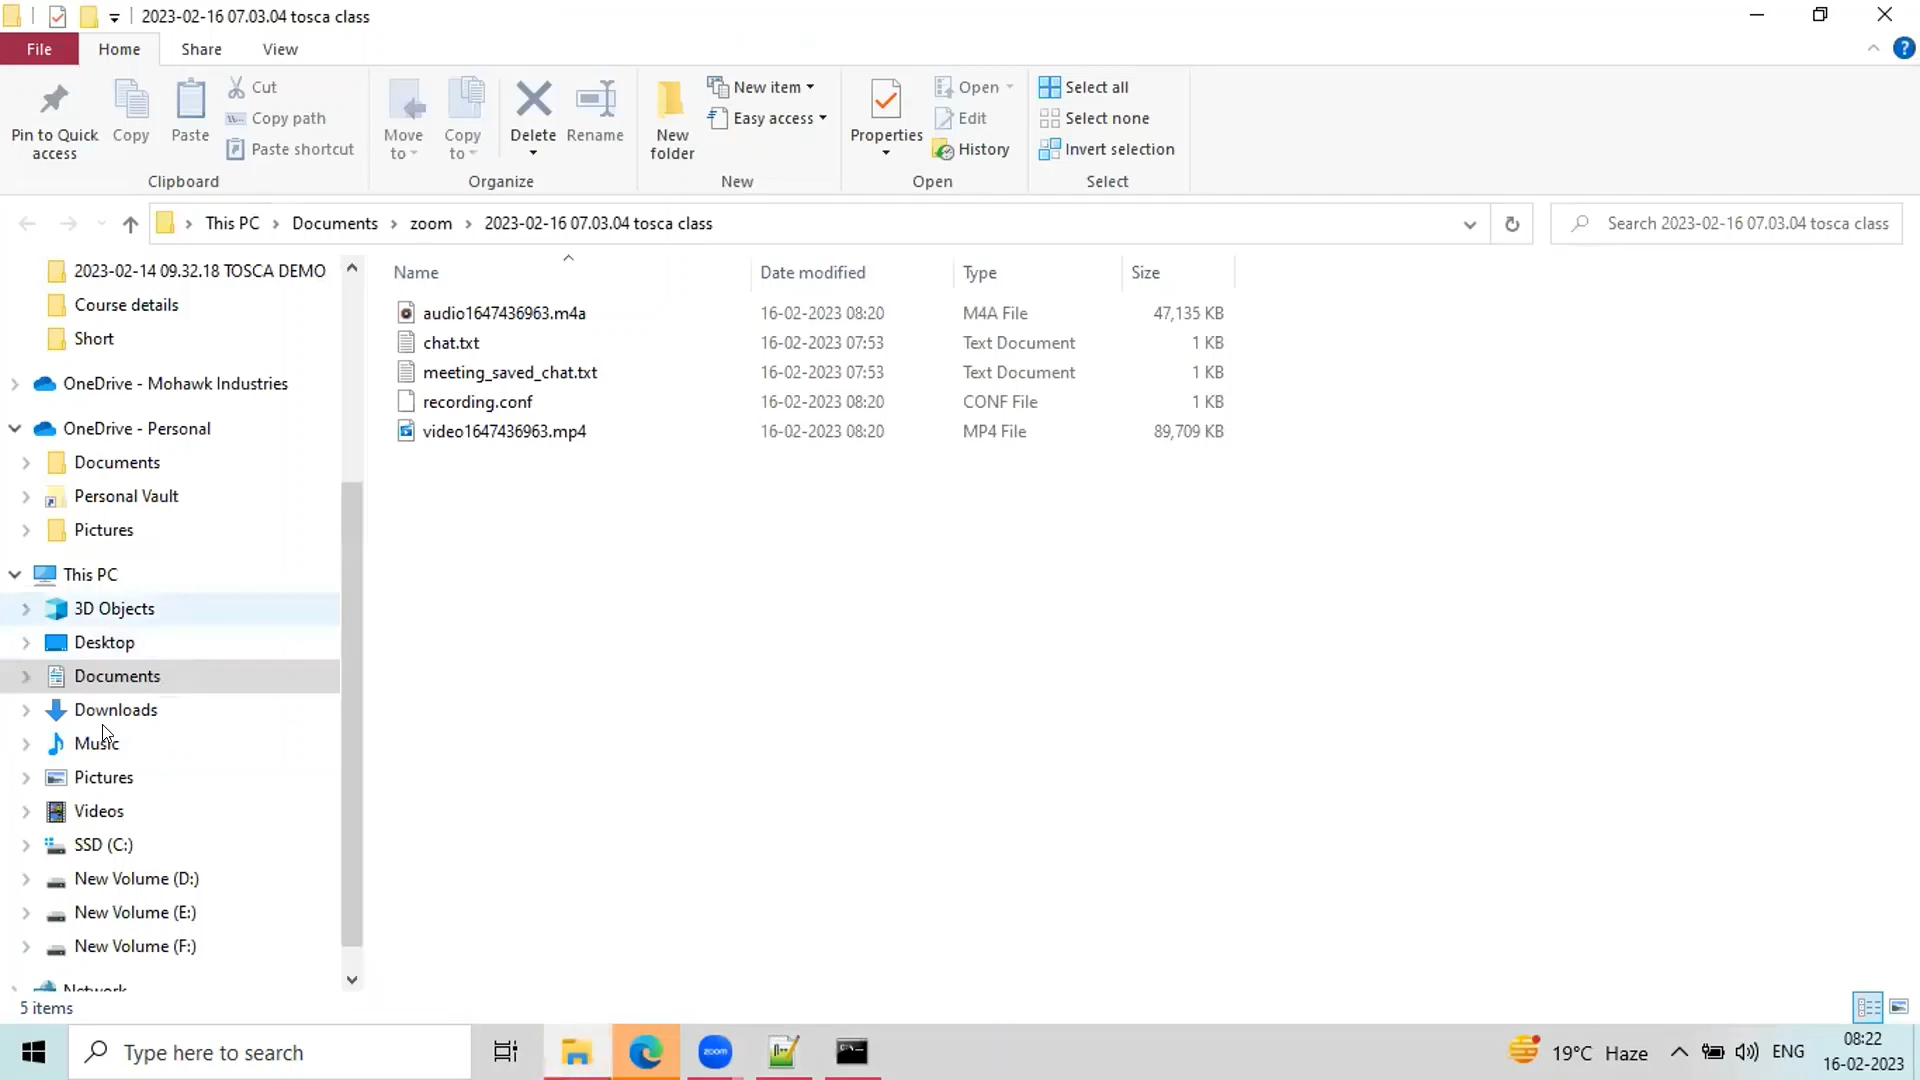 2023-02-16 07.03.04 tosca class
File Home Share View
Pin to Quick access
Copy
Paste
Cut
Copy path
Paste shortcut
Clipboard
Move to
Copy to
Delete
Rename
Organize
New folder
New item
Easy access
New
Properties
Open
Edit
History
Open
Select all
Select none
Invert selection
Select
This PC > Documents > zoom > 2023-02-16 07.03.04 tosca class
Search 2023-02-16 07.03.04 tosca class
2023-02-14 09.32.18 TOSCA DEMO
Course details
Short
OneDrive - Mohawk Industries
OneDrive - Personal
Documents
Personal Vault
Pictures
This PC
3D Objects
Desktop
Documents
Downloads
Music
Pictures
Videos
SSD (C:)
New Volume (D:)
New Volume (E:)
New Volume (F:)
Network
Name Date modified Type Size
audio1647436963.m4a 16-02-2023 08:20 M4A File 47,135 KB
chat.txt 16-02-2023 07:53 Text Document 1 KB
meeting_saved_chat.txt 16-02-2023 07:53 Text Document 1 KB
recording.conf 16-02-2023 08:20 CONF File 1 KB
video1647436963.mp4 16-02-2023 08:20 MP4 File 89,709 KB
5 items
Type here to search
zoom
19°C Haze
ENG
08:22
16-02-2023